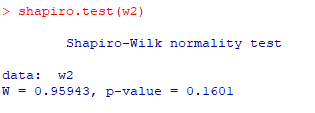 > shapiro.test(w2)
Shapiro-Wilk normality test
data:  w2
W = 0.95943, p-value = 0.1601